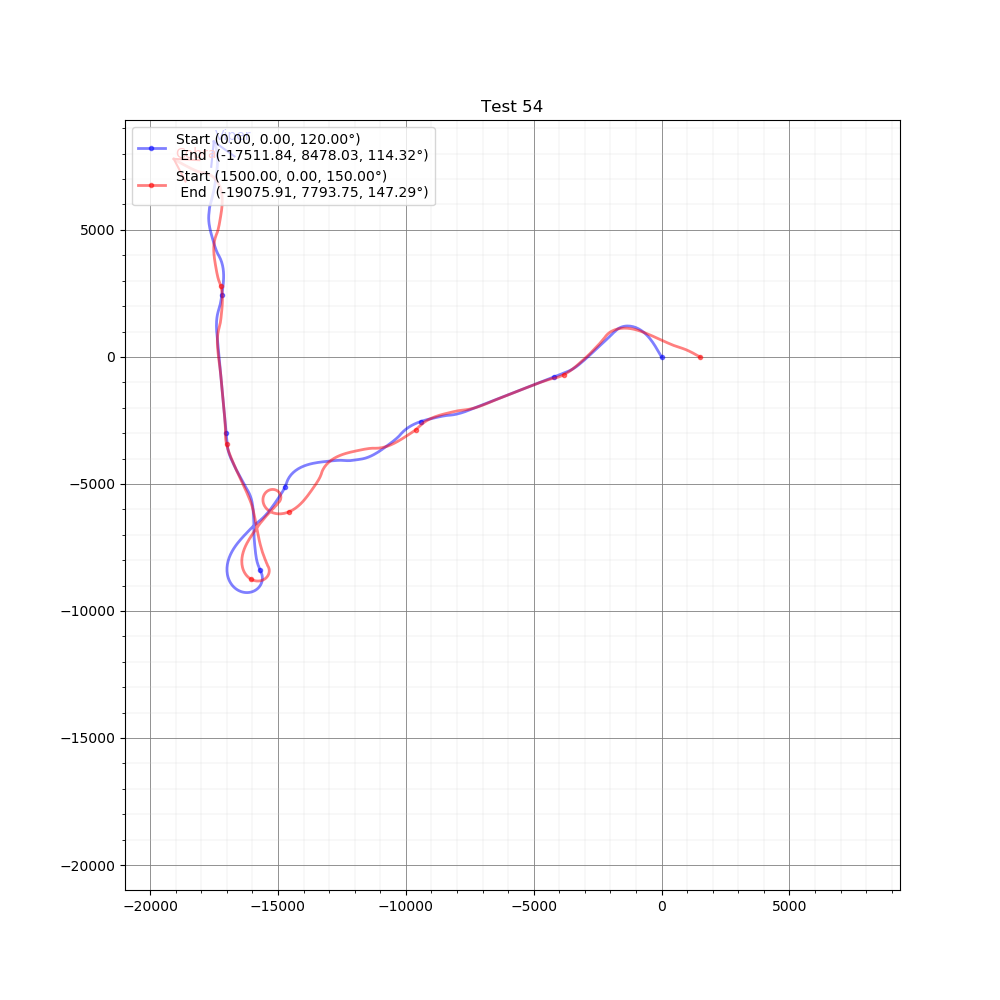 Test 54
Start (0.00, 0.00, 120.00°)
End (-17511.84, 8478.03, 114.32°)
Start (1500.00, 0.00, 150.00°)
End (-19075.91, 7793.75, 147.29°)
5000
0
−5000
−10000
−15000
−20000
−20000 −15000 −10000 −5000 0 5000